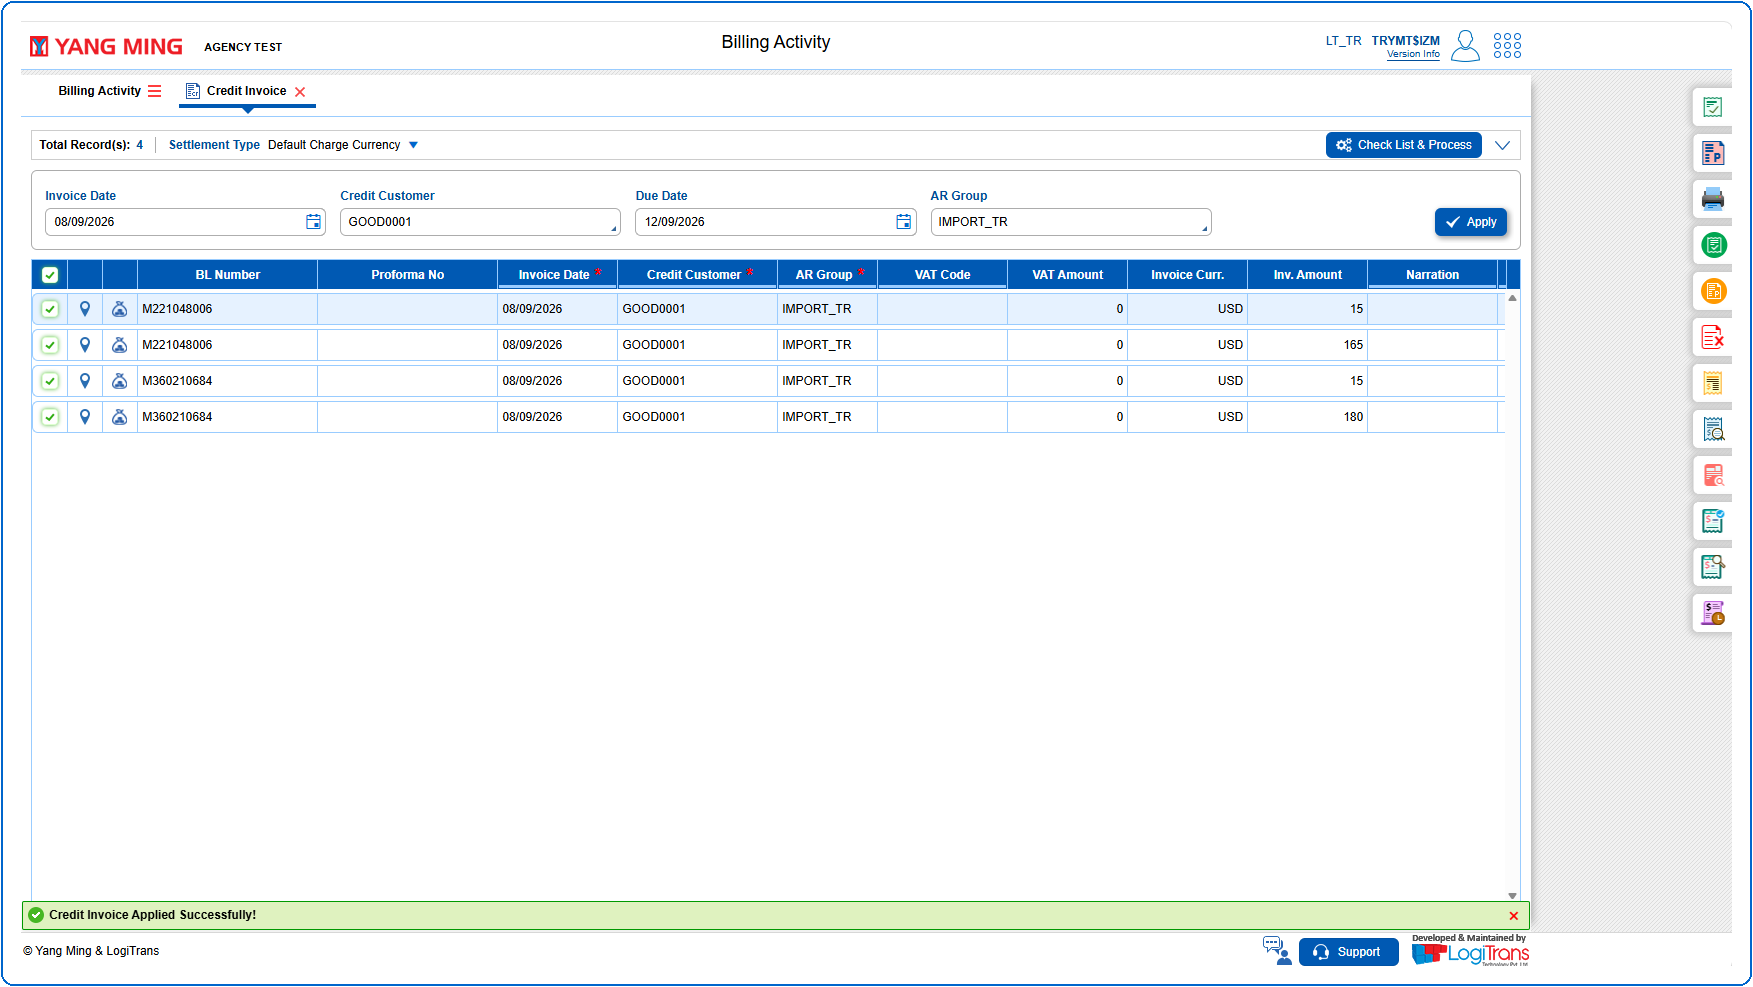 YANG MING AGENCY TEST Billing Activity LT_TR TRYMT$IZM
Version Info
Billing Activity Credit Invoice
Total Record(s): 4 Settlement Type Default Charge Currency Check List & Process
Invoice Date Credit Customer Due Date AR Group
08/09/2026 GOOD0001 12/09/2026 IMPORT_TR Apply
BL Number Proforma No Invoice Date * Credit Customer * AR Group * VAT Code VAT Amount Invoice Curr. Inv. Amount Narration
M221048006 08/09/2026 GOOD0001 IMPORT_TR 0 USD 15
M221048006 08/09/2026 GOOD0001 IMPORT_TR 0 USD 165
M360210684 08/09/2026 GOOD0001 IMPORT_TR 0 USD 15
M360210684 08/09/2026 GOOD0001 IMPORT_TR 0 USD 180
Credit Invoice Applied Successfully!
© Yang Ming & LogiTrans Support
Developed & Maintained by
LogiTrans
Technology Pvt. Ltd